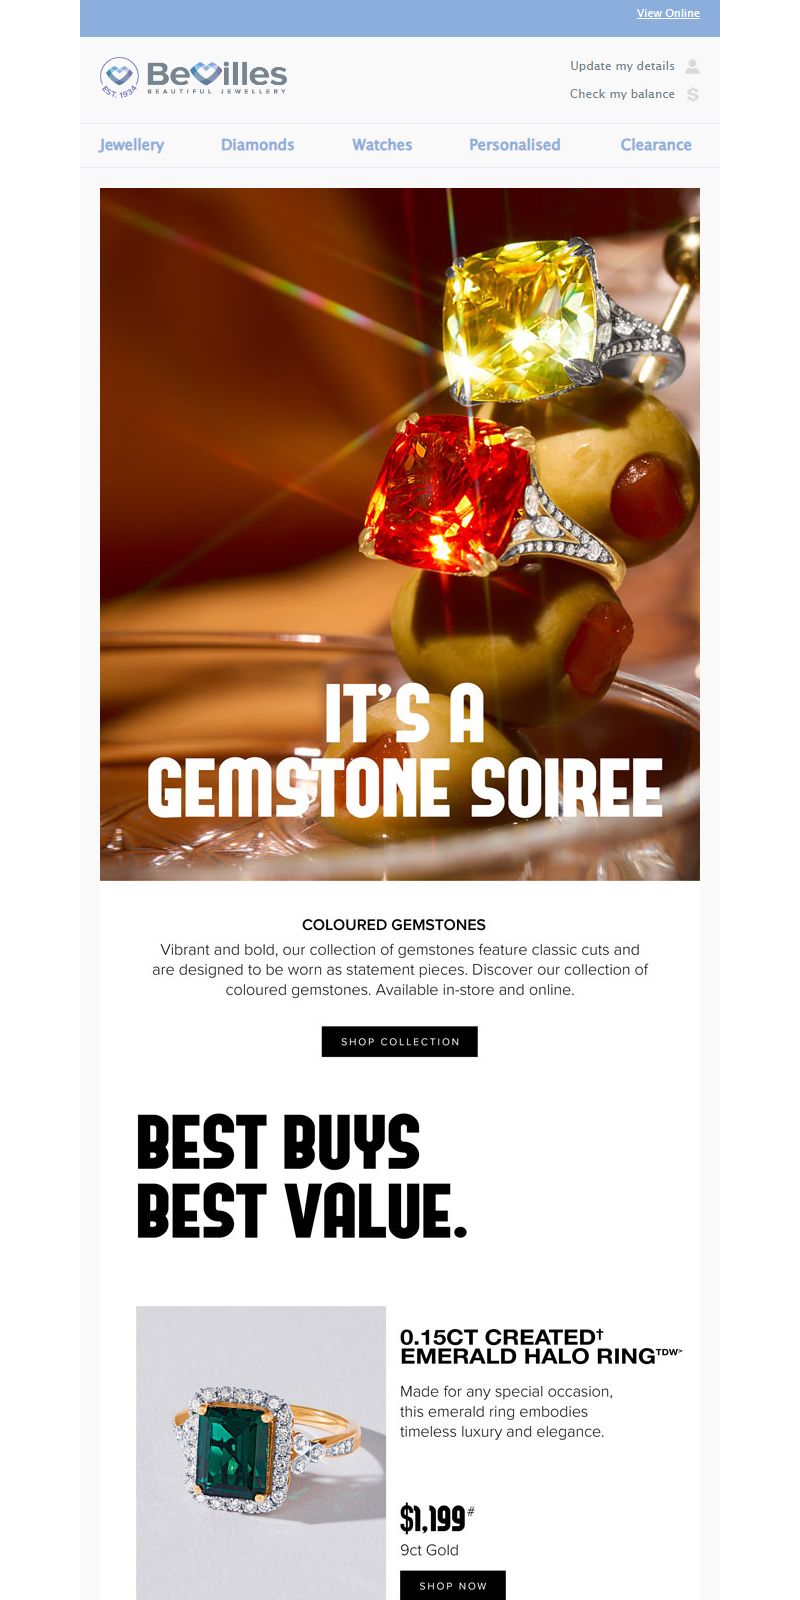 View Online
EST. 1934
Bevilles
BEAUTIFUL JEWELLERY
Update my details
Check my balance
$
Jewellery
Diamonds
Watches
Personalised
Clearance
IT'S A
GEMSTONE SOIREE
COLOURED GEMSTONES
Vibrant and bold, our collection of gemstones feature classic cuts and
are designed to be worn as statement pieces. Discover our collection of
coloured gemstones. Available in-store and online.
SHOP COLLECTION
BEST BUYS
BEST VALUE.
0.15CT CREATED†
EMERALD HALO RINGTDW>
Made for any special occasion,
this emerald ring embodies
timeless luxury and elegance.
$1,199#
9ct Gold
SHOP NOW